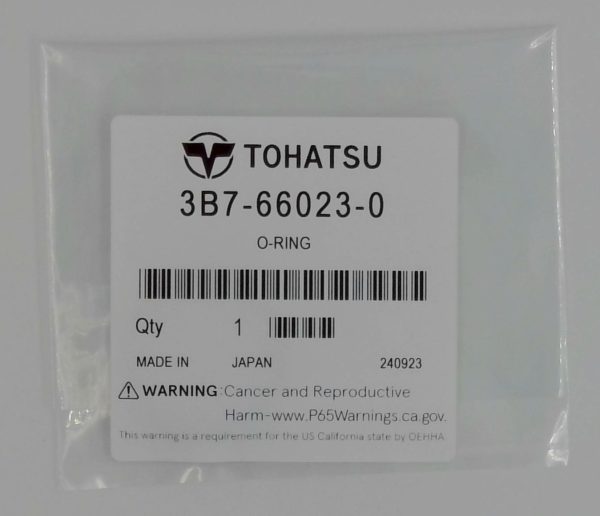 TOHATSU
3B7-66023-0
O-RING
Qty 1
MADE IN JAPAN 240923
⚠ WARNING:Cancer and Reproductive
Harm-www.P65Warnings.ca.gov.
This warning is a requirement for the US California state by OEHHA.